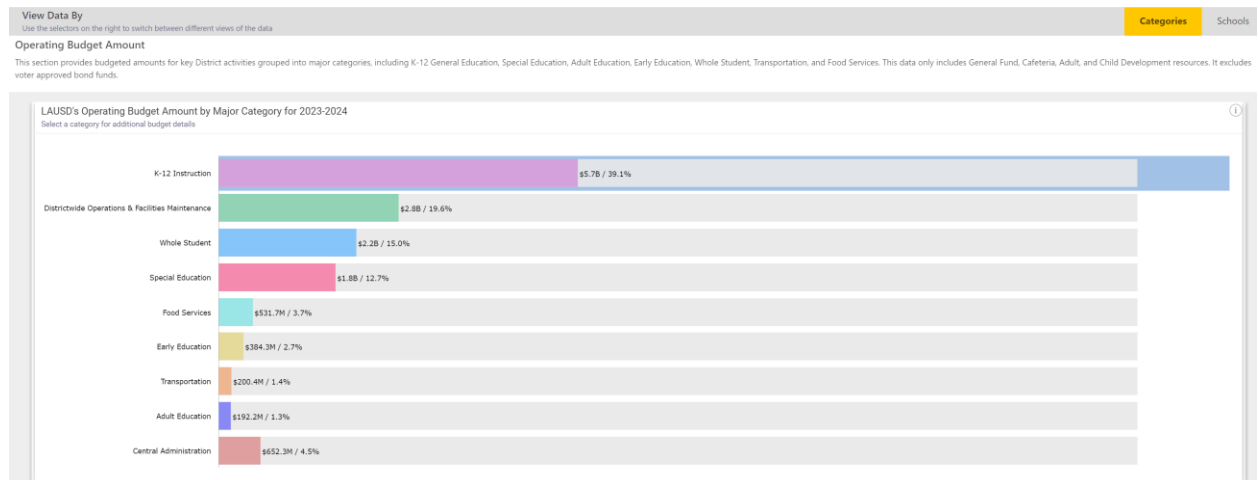 View Data By
Use the selectors on the right to switch between different views of the data
Categories
Schools
Operating Budget Amount
This section provides budgeted amounts for key District activities grouped into major categories, including K-12 General Education, Special Education, Adult Education, Early Education, Whole Student, Transportation, and Food Services. This data only includes General Fund, Cafeteria, Adult, and Child Development resources. It excludes
voter approved bond funds.
LAUSD's Operating Budget Amount by Major Category for 2023-2024
Select a category for additional budget details
K-12 Instruction $5.7B / 39.1%
Districtwide Operations & Facilities Maintenance $2.8B / 19.6%
Whole Student $2.2B / 15.0%
Special Education $1.8B / 12.7%
Food Services $531.7M / 3.7%
Early Education $384.3M / 2.7%
Transportation $200.4M / 1.4%
Adult Education $192.2M / 1.3%
Central Administration $652.3M / 4.5%